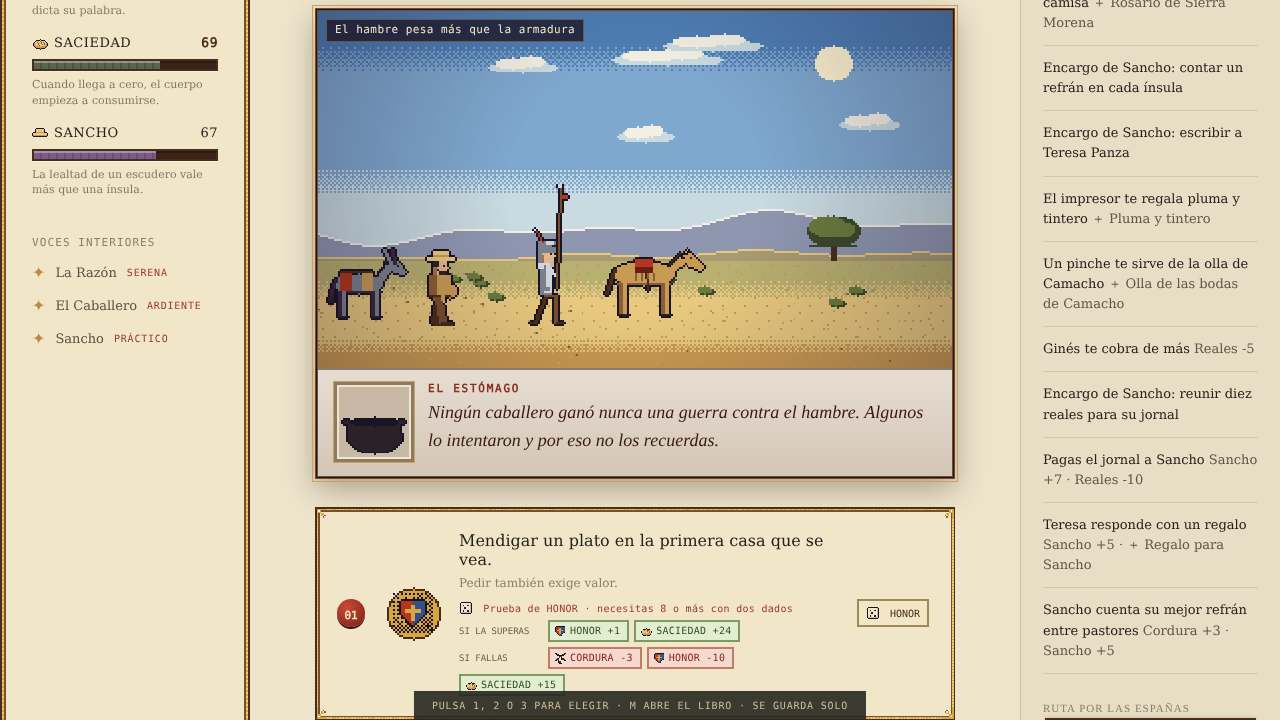 dicta su palabra.
SACIEDAD 69
Cuando llega a cero, el cuerpo
empieza a consumirse.
SANCHO 67
La lealtad de un escudero vale
más que una ínsula.
VOCES INTERIORES
La Razón SERENA
El Caballero ARDIENTE
Sancho PRÁCTICO
El hambre pesa más que la armadura
EL ESTÓMAGO
Ningún caballero ganó nunca una guerra contra el hambre. Algunos
lo intentaron y por eso no los recuerdas.
01
Mendigar un plato en la primera casa que se
vea.
Pedir también exige valor.
Prueba de HONOR · necesitas 8 o más con dos dados
HONOR
SI LA SUPERAS HONOR +1 SACIEDAD +24
SI FALLAS CORDURA -3 HONOR -10
SACIEDAD +15
PULSA 1, 2 O 3 PARA ELEGIR · M ABRE EL LIBRO · SE GUARDA SOLO
camisa + Rosario de Sierra
Morena
Encargo de Sancho: contar un
refrán en cada ínsula
Encargo de Sancho: escribir a
Teresa Panza
El impresor te regala pluma y
tintero + Pluma y tintero
Un pinche te sirve de la olla de
Camacho + Olla de las bodas
de Camacho
Ginés te cobra de más Reales -5
Encargo de Sancho: reunir diez
reales para su jornal
Pagas el jornal a Sancho Sancho
+7 · Reales -10
Teresa responde con un regalo
Sancho +5 · + Regalo para
Sancho
Sancho cuenta su mejor refrán
entre pastores Cordura +3 ·
Sancho +5
RUTA POR LAS ESPAÑAS